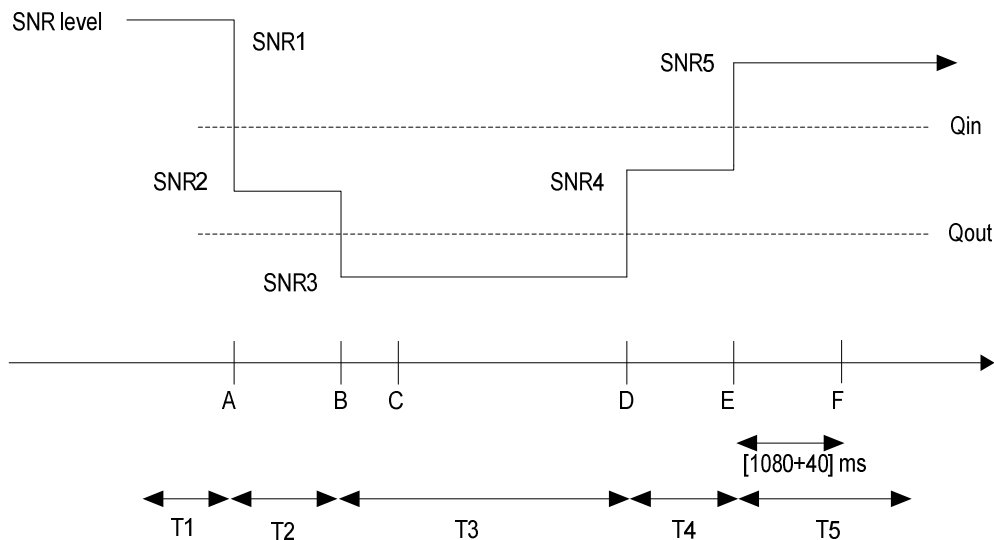 SNR level
SNR1
SNR5
Qin
SNR2
SNR4
Qout
SNR3
A B C D E F
[1080+40] ms
T1 T2 T3 T4 T5